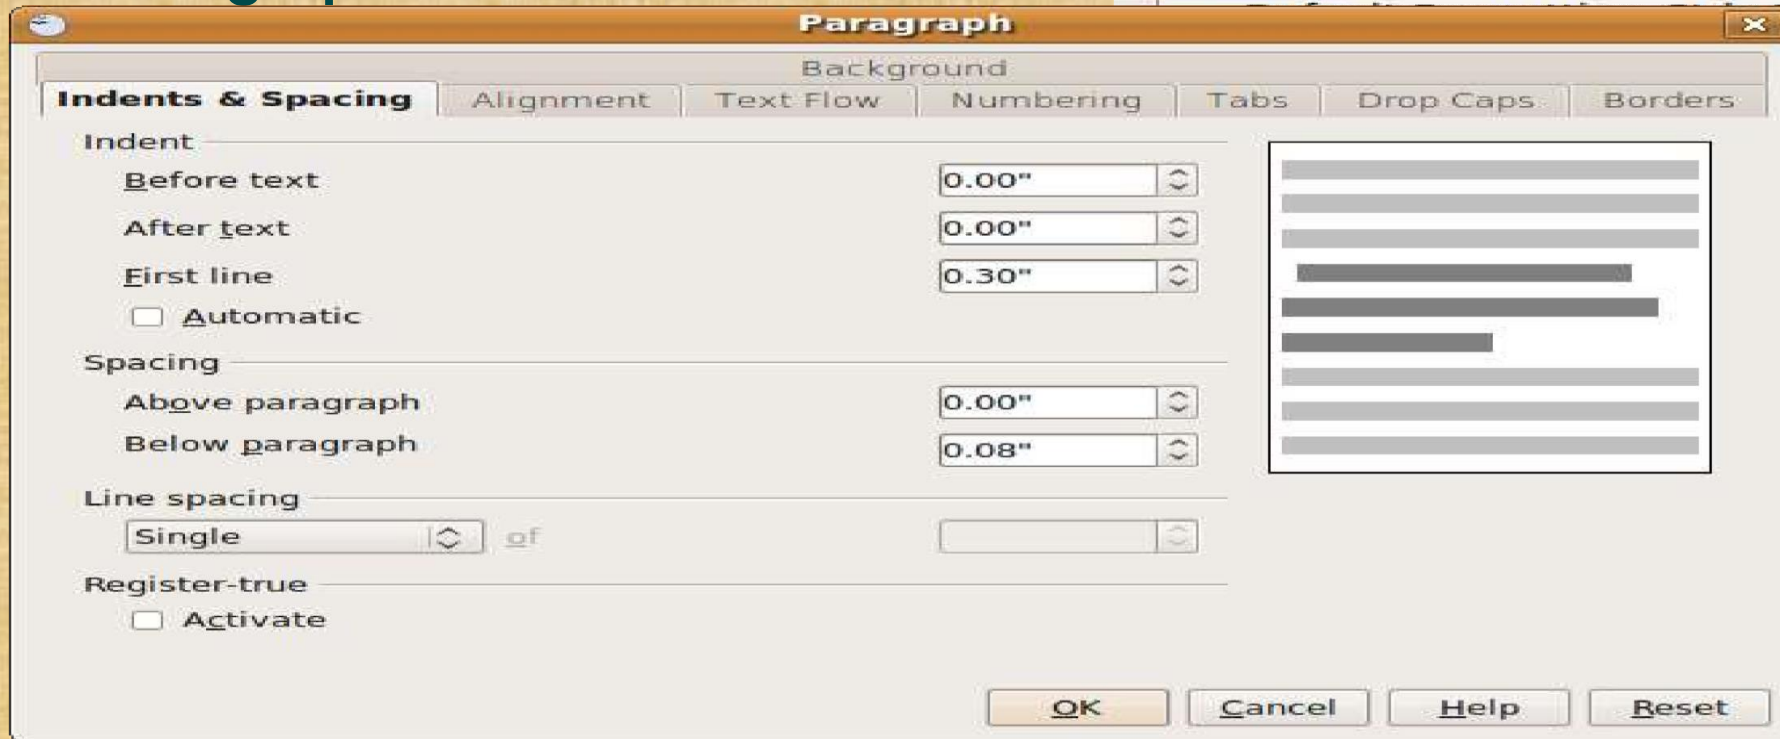 Paragraph
Background
Indents & Spacing Alignment Text Flow Numbering Tabs Drop Caps Borders
Indent
Before text 0.00"
After text 0.00"
First line 0.30"
Automatic
Spacing
Above paragraph 0.00"
Below paragraph 0.08"
Line spacing
Single of
Register-true
Activate
OK Cancel Help Reset